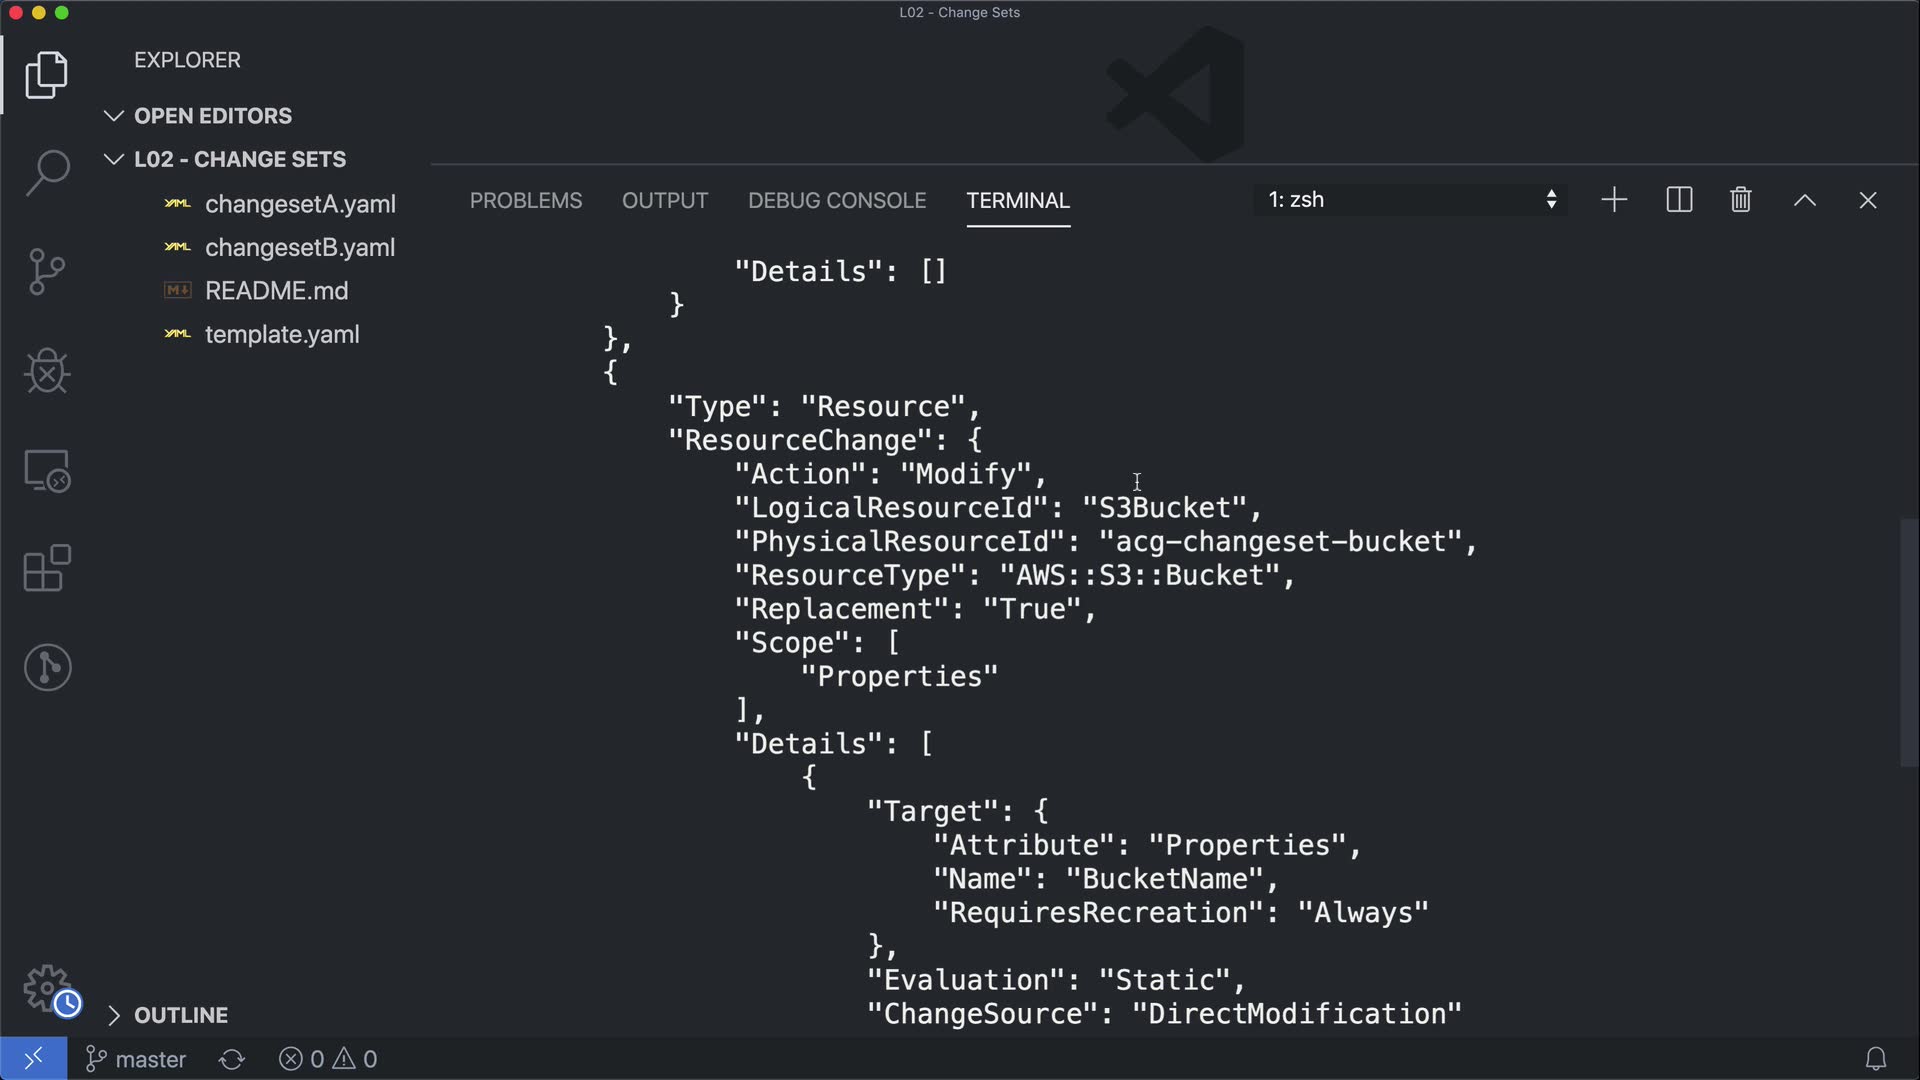 L02 - Change Sets
EXPLORER
OPEN EDITORS
L02 - CHANGE SETS
changesetA.yaml
changesetB.yaml
README.md
template.yaml
OUTLINE
PROBLEMS OUTPUT DEBUG CONSOLE TERMINAL 1: zsh
"Details": []
}
},
{
"Type": "Resource",
"ResourceChange": {
"Action": "Modify",
"LogicalResourceId": "S3Bucket",
"PhysicalResourceId": "acg-changeset-bucket",
"ResourceType": "AWS::S3::Bucket",
"Replacement": "True",
"Scope": [
"Properties"
],
"Details": [
{
"Target": {
"Attribute": "Properties",
"Name": "BucketName",
"RequiresRecreation": "Always"
},
"Evaluation": "Static",
"ChangeSource": "DirectModification"
master 0 0